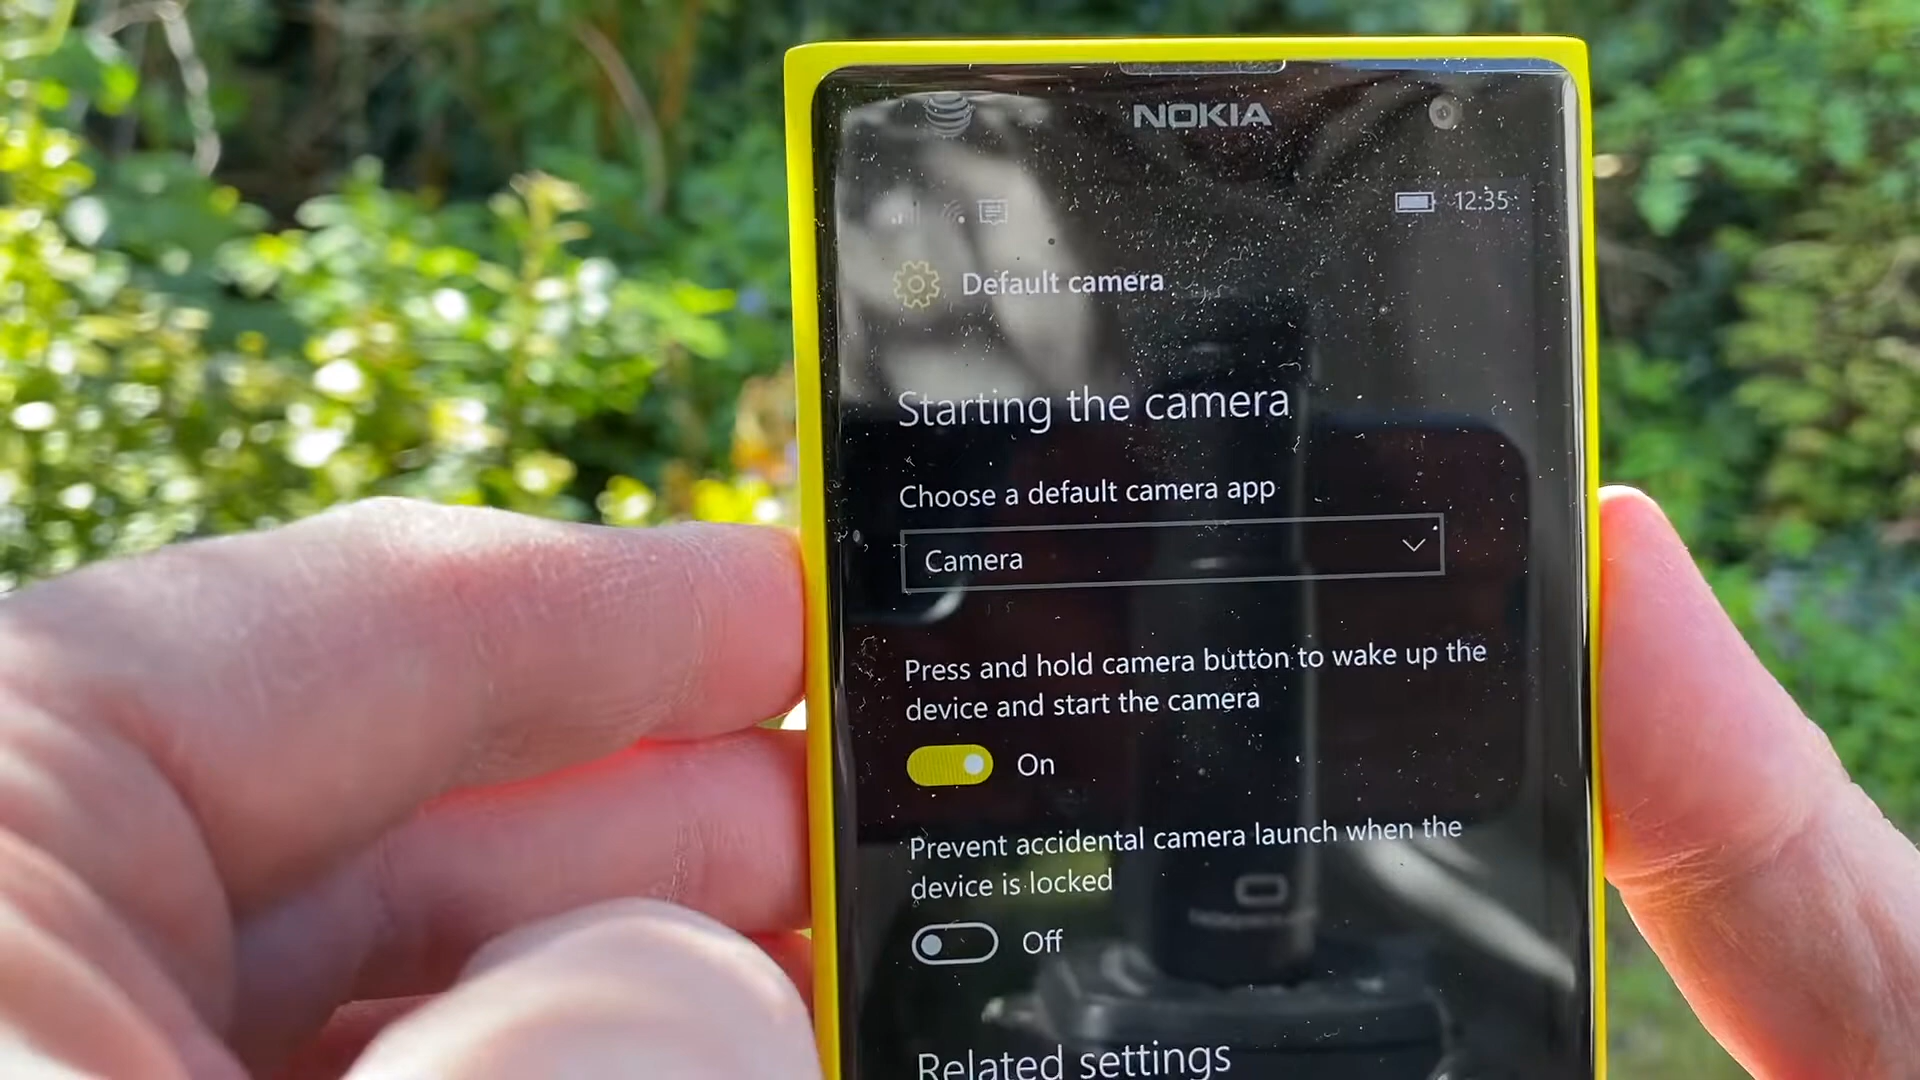 NOKIA
12:35
Default camera
Starting the camera
Choose a default camera app
Camera
Press and hold camera button to wake up the
device and start the camera
On
Prevent accidental camera launch when the
device is locked
Off
Related settings